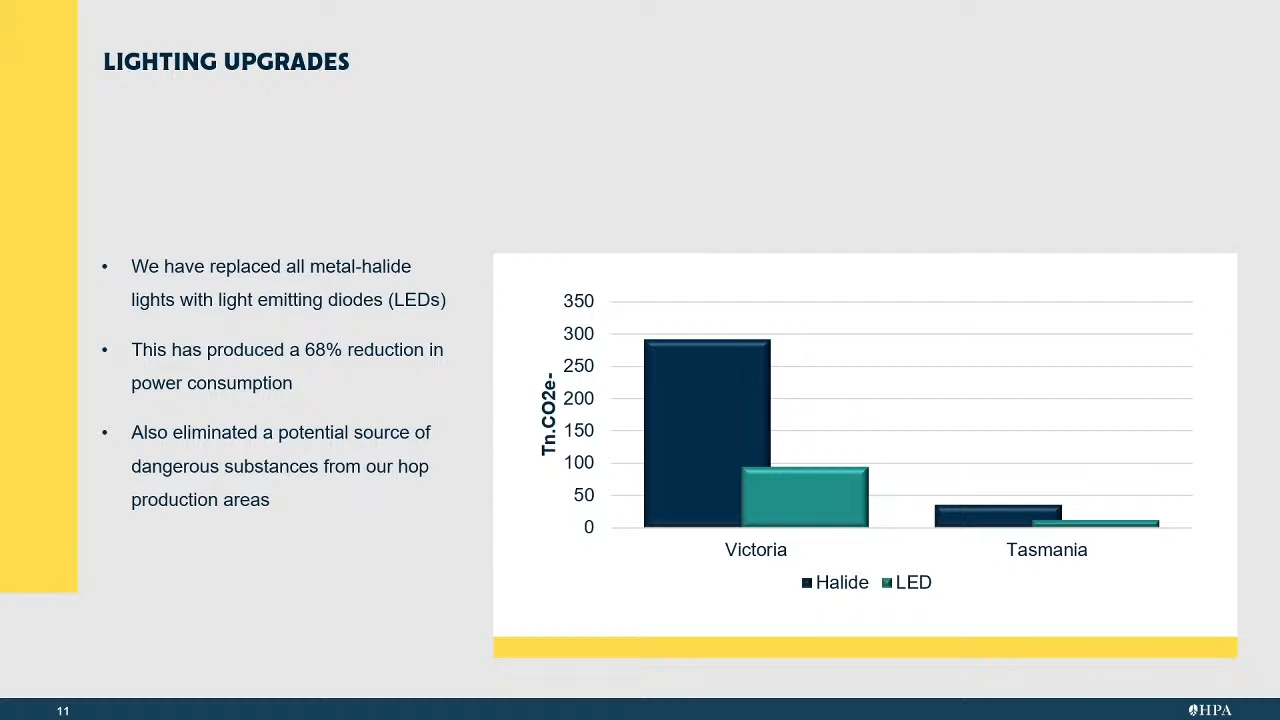 LIGHTING UPGRADES
• We have replaced all metal-halide
lights with light emitting diodes (LEDs)
• This has produced a 68% reduction in
power consumption
• Also eliminated a potential source of
dangerous substances from our hop
production areas
Tn.CO2e-
350
300
250
200
150
100
50
0
Victoria
Tasmania
Halide
LED
11
HPA